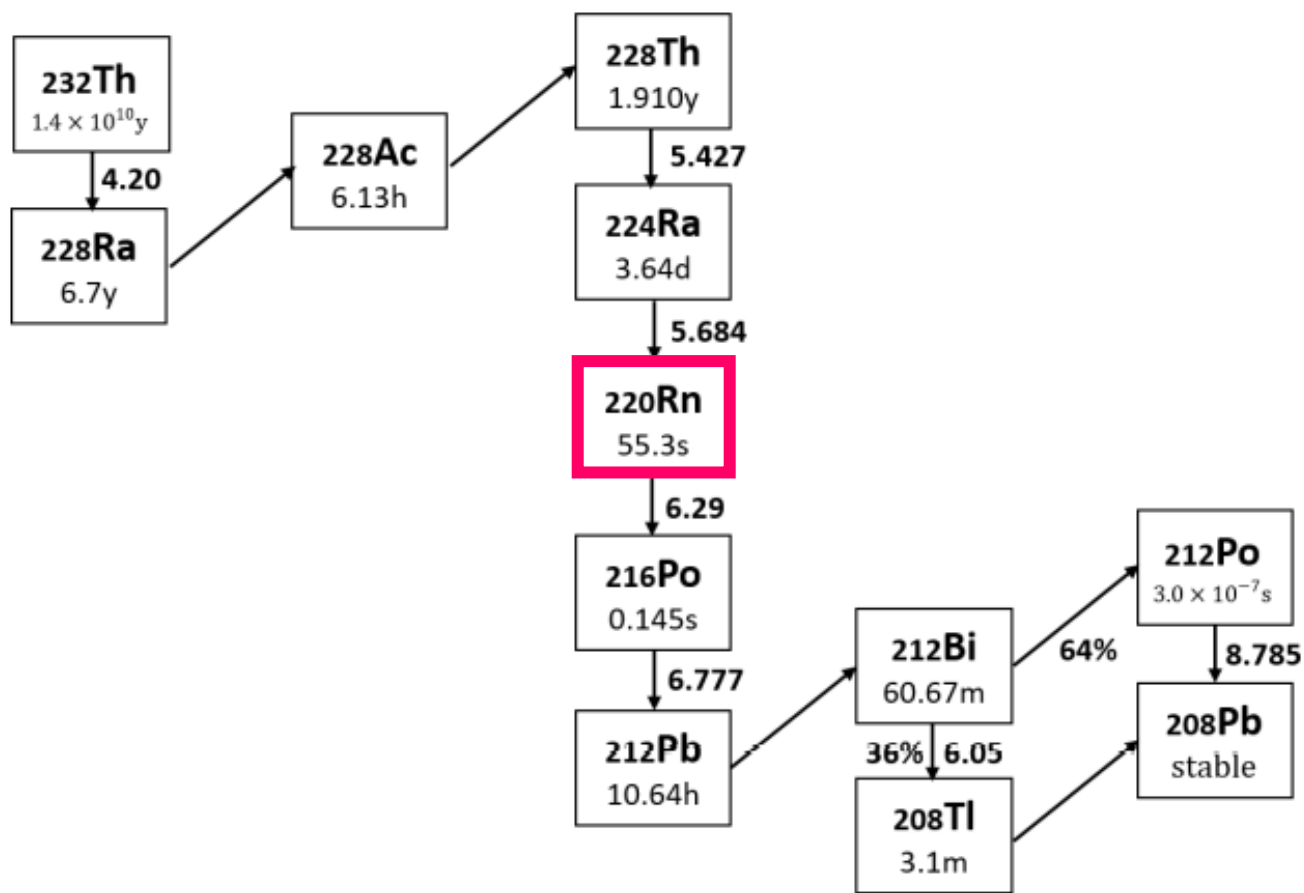 232Th
1.4 × 10¹⁰y
4.20
228Ra
6.7y
228Ac
6.13h
228Th
1.910y
5.427
224Ra
3.64d
5.684
220Rn
55.3s
6.29
216Po
0.145s
6.777
212Pb
10.64h
212Bi
60.67m
36% 6.05
208Tl
3.1m
64%
212Po
3.0 × 10⁻⁷s
8.785
208Pb
stable